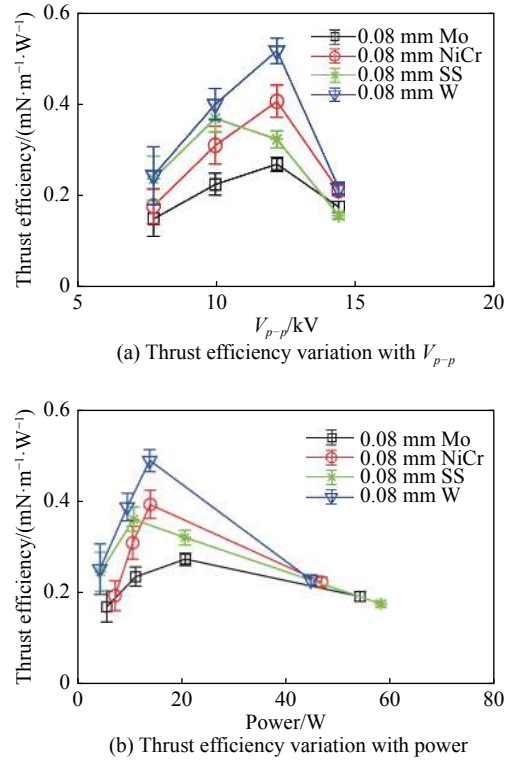 0.6
0.4
0.2
0
Thrust efficiency/(mN·m⁻¹·W⁻¹)
0.08 mm Mo
0.08 mm NiCr
0.08 mm SS
0.08 mm W
5 10 15 20
Vₚ₋ₚ/kV
(a) Thrust efficiency variation with Vₚ₋ₚ
0.6
0.4
0.2
0
Thrust efficiency/(mN·m⁻¹·W⁻¹)
0.08 mm Mo
0.08 mm NiCr
0.08 mm SS
0.08 mm W
0 20 40 60 80
Power/W
(b) Thrust efficiency variation with power